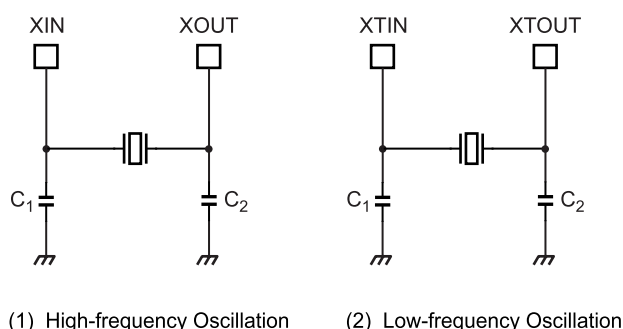 XIN XOUT XTIN XTOUT
C1 C2 C1 C2
(1) High-frequency Oscillation (2) Low-frequency Oscillation